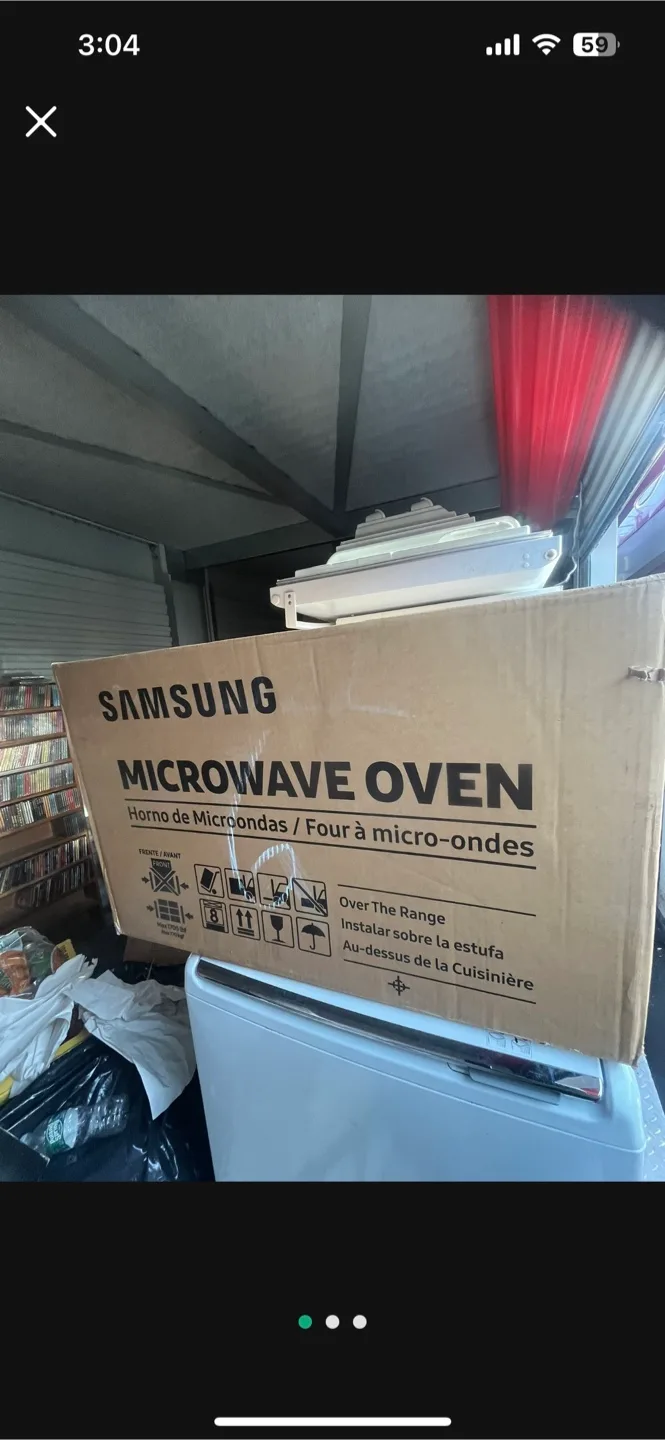 3:04
59
SAMSUNG
MICROWAVE OVEN
Horno de Microondas / Four à micro-ondes
FRENTE / AVANT
FRONT
8
Over The Range
Instalar sobre la estufa
Au-dessus de la Cuisinière